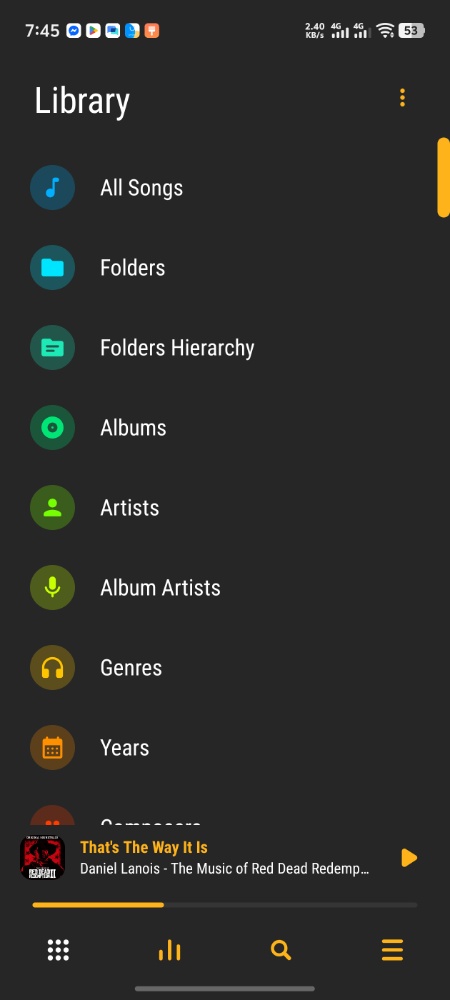 7:45 2.40 KB/s 4G 4G 53
Library
All Songs
Folders
Folders Hierarchy
Albums
Artists
Album Artists
Genres
Years
That's The Way It Is
Daniel Lanois - The Music of Red Dead Redemp...